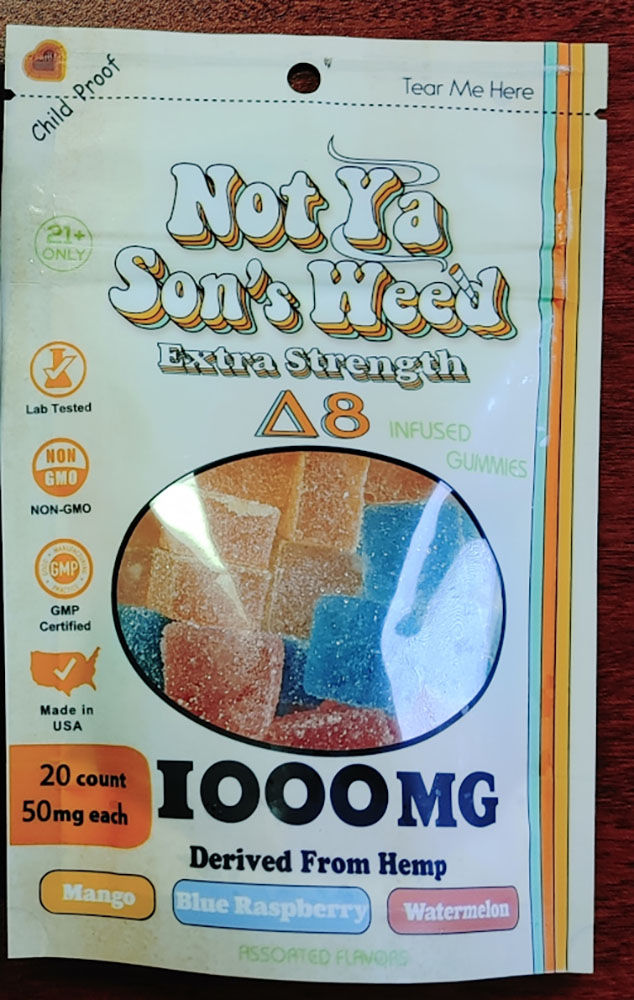 Child Proof
Tear Me Here
Not Ya
Son's Weed
21+
ONLY
Extra Strength
Δ8
INFUSED
GUMMIES
Lab Tested
NON
GMO
NON-GMO
GMP
GMP
Certified
Made in
USA
20 count
50mg each
1000MG
Derived From Hemp
Mango
Blue Raspberry
Watermelon
ASSORTED FLAVORS